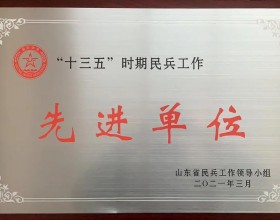 “十三五”时期民兵工作
先进单位
山东省民兵工作领导小组
二〇二一年三月